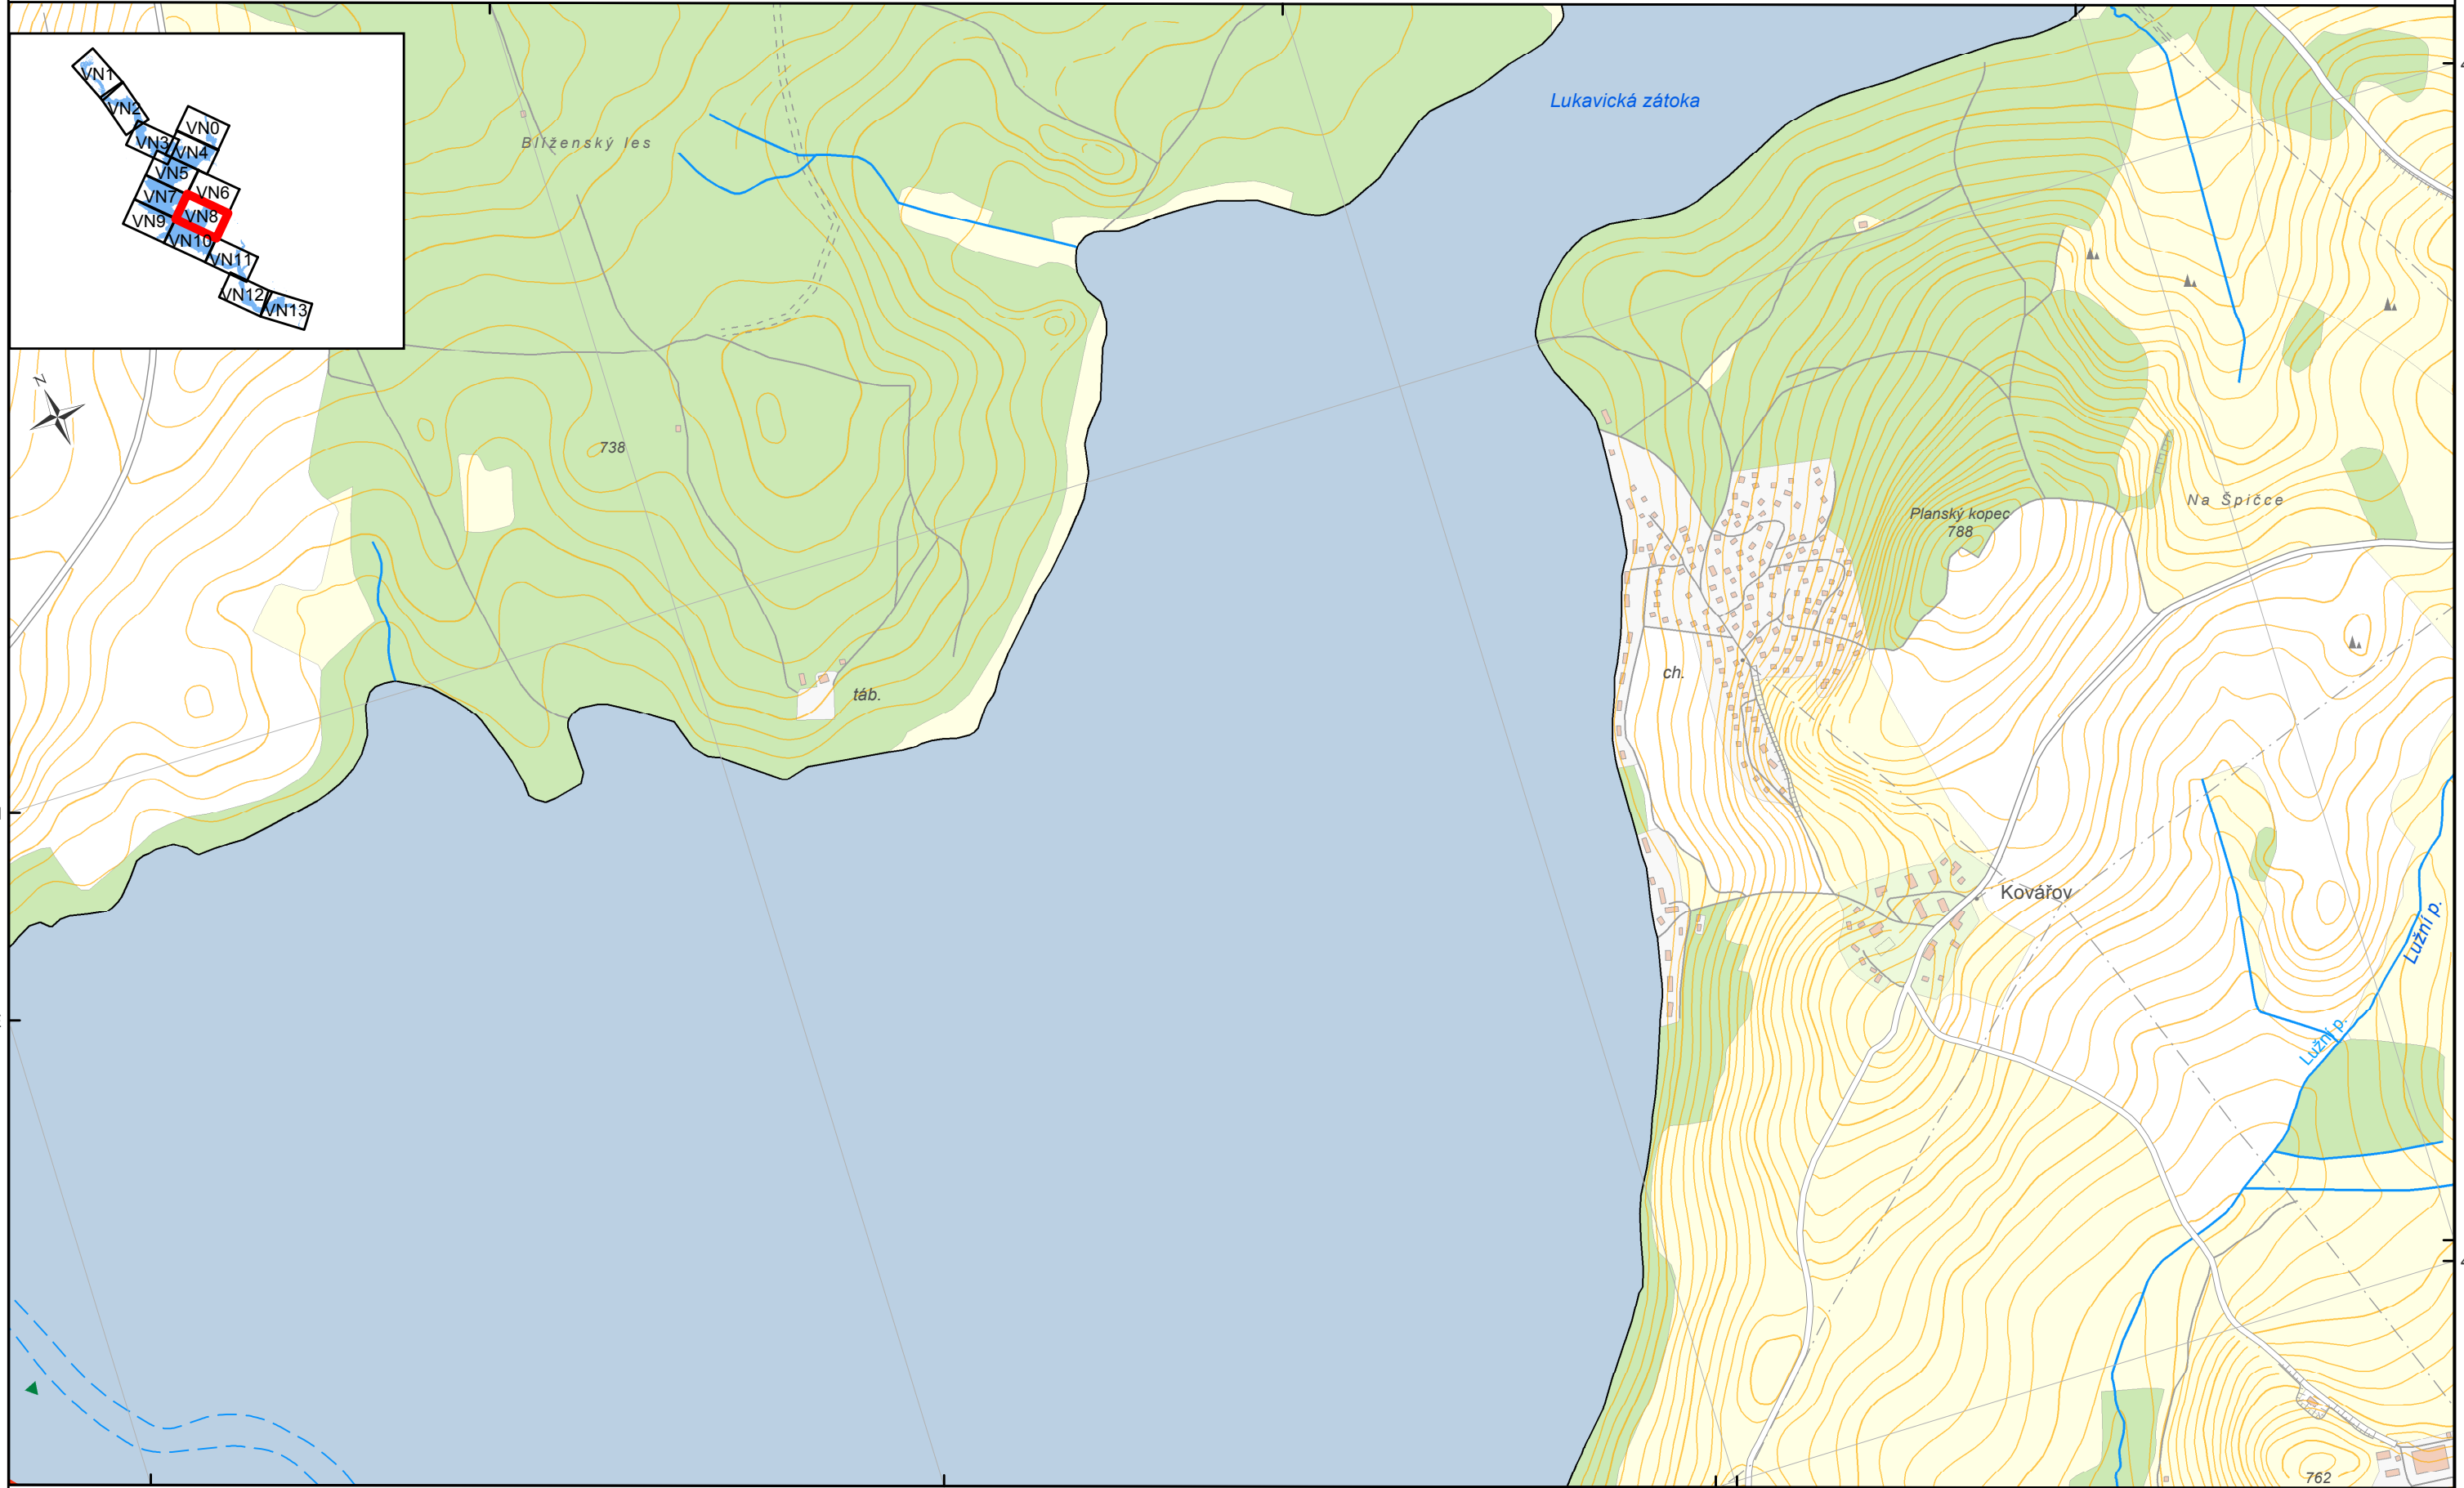 VN1
VN2
VN0
VN3
VN4
VN5
VN6
VN7
VN8
VN9
VN10
VN11
VN12
VN13
N
Lukavická zátoka
Blíženský les
738
Planský kopec
788
Na Špičce
ch.
táb.
Kovářov
Lužní p.
Lužní p.
762